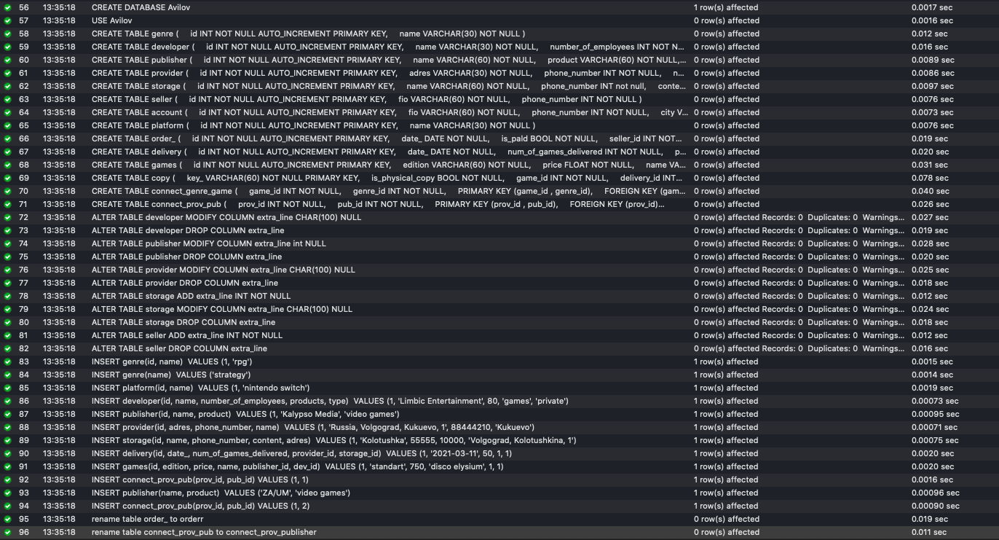 56 13:35:18 CREATE DATABASE Avilov 1 row(s) affected 0.0017 sec
57 13:35:18 USE Avilov 0 row(s) affected 0.0016 sec
58 13:35:18 CREATE TABLE genre ( id INT NOT NULL AUTO_INCREMENT PRIMARY KEY, name VARCHAR(30) NOT NULL ) 0 row(s) affected 0.012 sec
59 13:35:18 CREATE TABLE developer ( id INT NOT NULL AUTO_INCREMENT PRIMARY KEY, name VARCHAR(30) NOT NULL, number_of_employees INT NOT N... 0 row(s) affected 0.016 sec
60 13:35:18 CREATE TABLE publisher ( id INT NOT NULL AUTO_INCREMENT PRIMARY KEY, name VARCHAR(60) NOT NULL, product VARCHAR(60) NOT NULL,... 0 row(s) affected 0.0089 sec
61 13:35:18 CREATE TABLE provider ( id INT NOT NULL AUTO_INCREMENT PRIMARY KEY, adres VARCHAR(30) NOT NULL, phone_number INT NOT NULL, n... 0 row(s) affected 0.0086 sec
62 13:35:18 CREATE TABLE storage ( id INT NOT NULL AUTO_INCREMENT PRIMARY KEY, name VARCHAR(60) NOT NULL, phone_number INT not null, conte... 0 row(s) affected 0.0097 sec
63 13:35:18 CREATE TABLE seller ( id INT NOT NULL AUTO_INCREMENT PRIMARY KEY, fio VARCHAR(60) NOT NULL, phone_number INT NOT NULL ) 0 row(s) affected 0.0076 sec
64 13:35:18 CREATE TABLE account ( id INT NOT NULL AUTO_INCREMENT PRIMARY KEY, fio VARCHAR(60) NOT NULL, phone_number INT NOT NULL, city V... 0 row(s) affected 0.0073 sec
65 13:35:18 CREATE TABLE platform ( id INT NOT NULL AUTO_INCREMENT PRIMARY KEY, name VARCHAR(30) NOT NULL ) 0 row(s) affected 0.0076 sec
66 13:35:18 CREATE TABLE order_ ( id INT NOT NULL AUTO_INCREMENT PRIMARY KEY, date_ DATE NOT NULL, is_paid BOOL NOT NULL, seller_id INT NOT... 0 row(s) affected 0.019 sec
67 13:35:18 CREATE TABLE delivery ( id INT NOT NULL AUTO_INCREMENT PRIMARY KEY, date_ DATE NOT NULL, num_of_games_delivered INT NOT NULL, p... 0 row(s) affected 0.020 sec
68 13:35:18 CREATE TABLE games ( id INT NOT NULL AUTO_INCREMENT PRIMARY KEY, edition VARCHAR(60) NOT NULL, price FLOAT NOT NULL, name VA... 0 row(s) affected 0.031 sec
69 13:35:18 CREATE TABLE copy ( key_ VARCHAR(60) NOT NULL PRIMARY KEY, is_physical_copy BOOL NOT NULL, game_id INT NOT NULL, delivery_id INT... 0 row(s) affected 0.078 sec
70 13:35:18 CREATE TABLE connect_genre_game ( game_id INT NOT NULL, genre_id INT NOT NULL, PRIMARY KEY (game_id , genre_id), FOREIGN KEY (gam... 0 row(s) affected 0.040 sec
71 13:35:18 CREATE TABLE connect_prov_pub ( prov_id INT NOT NULL, pub_id INT NOT NULL, PRIMARY KEY (prov_id , pub_id), FOREIGN KEY (prov_id)... 0 row(s) affected 0.026 sec
72 13:35:18 ALTER TABLE developer MODIFY COLUMN extra_line CHAR(100) NULL 0 row(s) affected Records: 0 Duplicates: 0 Warnings... 0.027 sec
73 13:35:18 ALTER TABLE developer DROP COLUMN extra_line 0 row(s) affected Records: 0 Duplicates: 0 Warnings... 0.019 sec
74 13:35:18 ALTER TABLE publisher MODIFY COLUMN extra_line int NULL 0 row(s) affected Records: 0 Duplicates: 0 Warnings... 0.028 sec
75 13:35:18 ALTER TABLE publisher DROP COLUMN extra_line 0 row(s) affected Records: 0 Duplicates: 0 Warnings... 0.020 sec
76 13:35:18 ALTER TABLE provider MODIFY COLUMN extra_line CHAR(100) NULL 0 row(s) affected Records: 0 Duplicates: 0 Warnings... 0.025 sec
77 13:35:18 ALTER TABLE provider DROP COLUMN extra_line 0 row(s) affected Records: 0 Duplicates: 0 Warnings... 0.018 sec
78 13:35:18 ALTER TABLE storage ADD extra_line INT NOT NULL 0 row(s) affected Records: 0 Duplicates: 0 Warnings... 0.012 sec
79 13:35:18 ALTER TABLE storage MODIFY COLUMN extra_line CHAR(100) NULL 0 row(s) affected Records: 0 Duplicates: 0 Warnings... 0.024 sec
80 13:35:18 ALTER TABLE storage DROP COLUMN extra_line 0 row(s) affected Records: 0 Duplicates: 0 Warnings... 0.018 sec
81 13:35:18 ALTER TABLE seller ADD extra_line INT NOT NULL 0 row(s) affected Records: 0 Duplicates: 0 Warnings... 0.012 sec
82 13:35:18 ALTER TABLE seller DROP COLUMN extra_line 0 row(s) affected Records: 0 Duplicates: 0 Warnings... 0.016 sec
83 13:35:18 INSERT genre(id, name) VALUES (1, 'rpg') 1 row(s) affected 0.0015 sec
84 13:35:18 INSERT genre(name) VALUES ('strategy') 1 row(s) affected 0.0014 sec
85 13:35:18 INSERT platform(id, name) VALUES (1, 'nintendo switch') 1 row(s) affected 0.0019 sec
86 13:35:18 INSERT developer(id, name, number_of_employees, products, type) VALUES (1, 'Limbic Entertainment', 80, 'games', 'private') 1 row(s) affected 0.00073 sec
87 13:35:18 INSERT publisher(id, name, product) VALUES (1, 'Kalypso Media', 'video games') 1 row(s) affected 0.00095 sec
88 13:35:18 INSERT provider(id, adres, phone_number, name) VALUES (1, 'Russia, Volgograd, Kukuevo, 1', 88444210, 'Kukuevo') 1 row(s) affected 0.00071 sec
89 13:35:18 INSERT storage(id, name, phone_number, content, adres) VALUES (1, 'Kolotushka', 55555, 10000, 'Volgograd, Kolotushkina, 1') 1 row(s) affected 0.00075 sec
90 13:35:18 INSERT delivery(id, date_, num_of_games_delivered, provider_id, storage_id) VALUES (1, '2021-03-11', 50, 1, 1) 1 row(s) affected 0.0020 sec
91 13:35:18 INSERT games(id, edition, price, name, publisher_id, dev_id) VALUES (1, 'standart', 750, 'disco elysium', 1, 1) 1 row(s) affected 0.0020 sec
92 13:35:18 INSERT connect_prov_pub(prov_id, pub_id) VALUES (1, 1) 1 row(s) affected 0.0016 sec
93 13:35:18 INSERT publisher(name, product) VALUES ('ZA/UM', 'video games') 1 row(s) affected 0.00096 sec
94 13:35:18 INSERT connect_prov_pub(prov_id, pub_id) VALUES (1, 2) 1 row(s) affected 0.00090 sec
95 13:35:18 rename table order_ to orderr 0 row(s) affected 0.019 sec
96 13:35:18 rename table connect_prov_pub to connect_prov_publisher 0 row(s) affected 0.011 sec